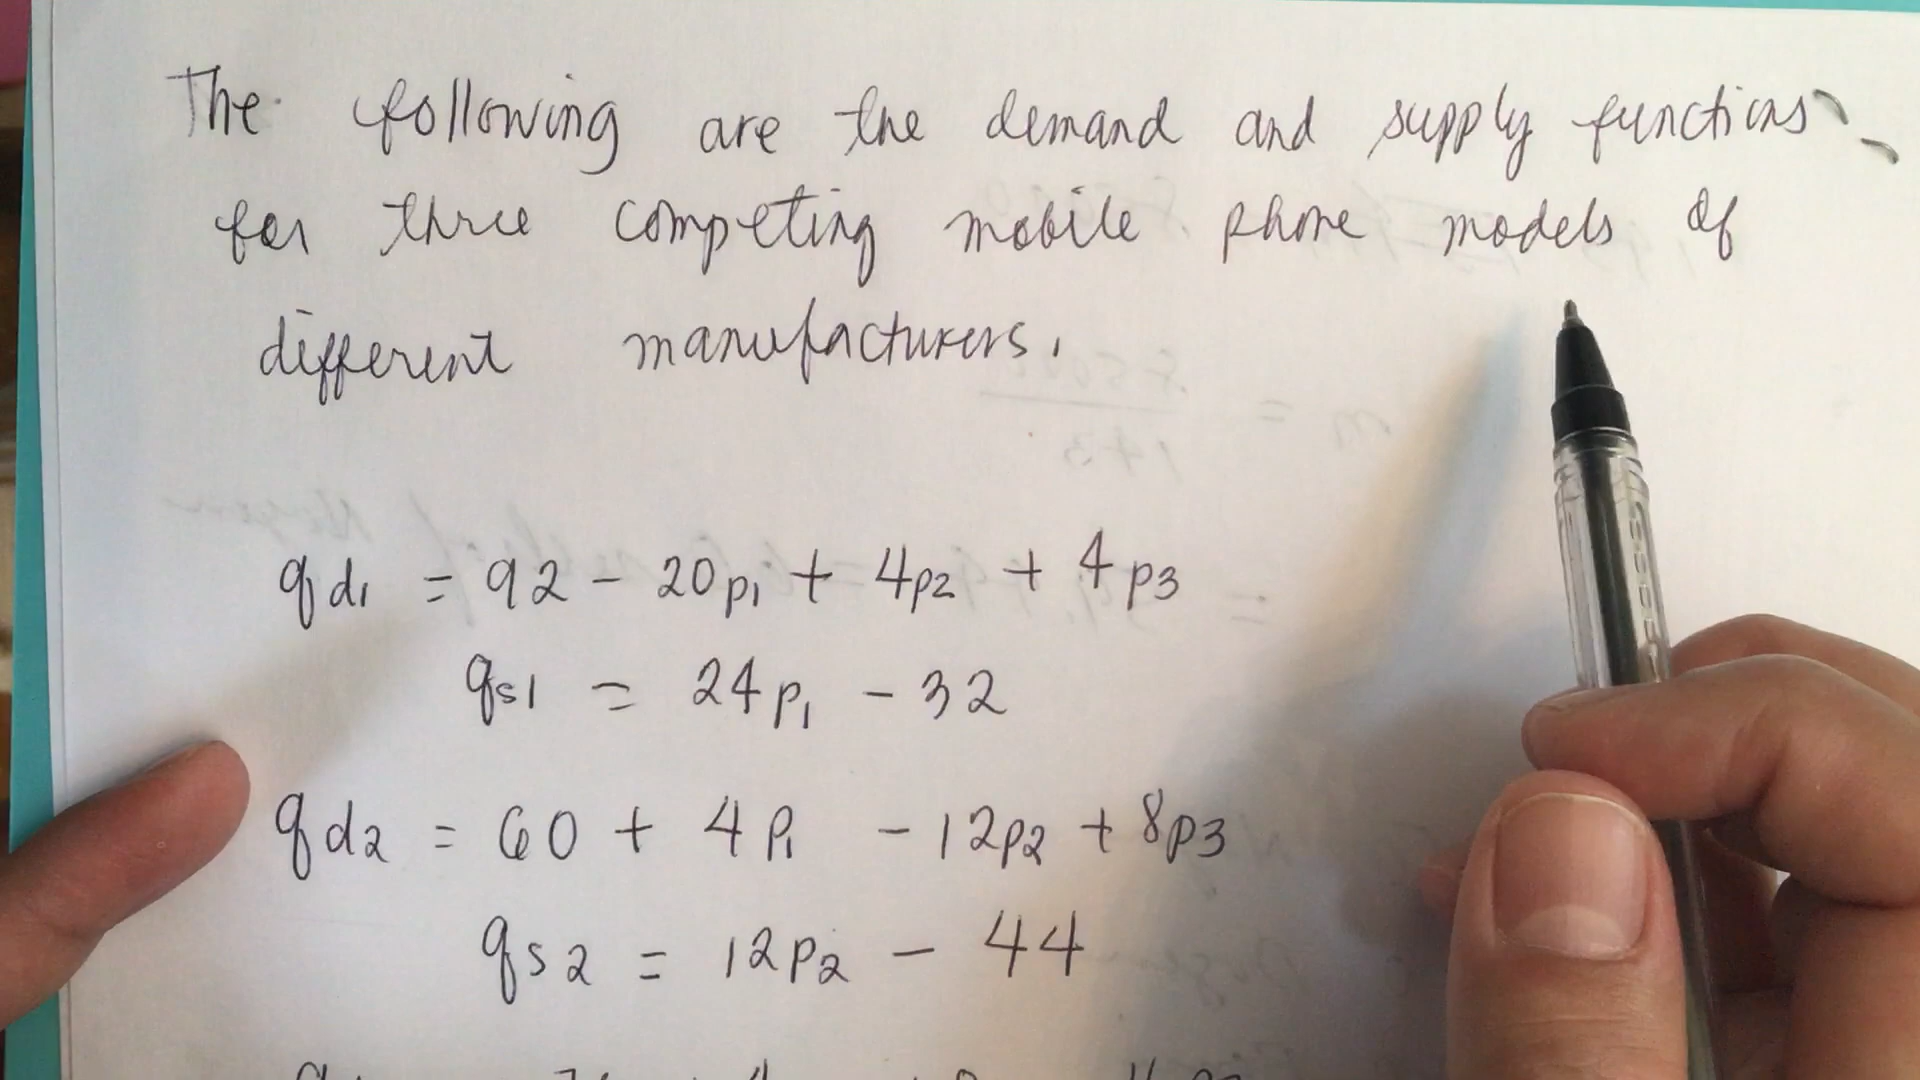 The following are the demand and supply functions
for three competing mobile phone models of
different manufacturers.
qd1 = 92 - 20p1 + 4p2 + 4p3
qs1 = 24p1 - 32
qd2 = 60 + 4p1 - 12p2 + 8p3
qs2 = 12p2 - 44